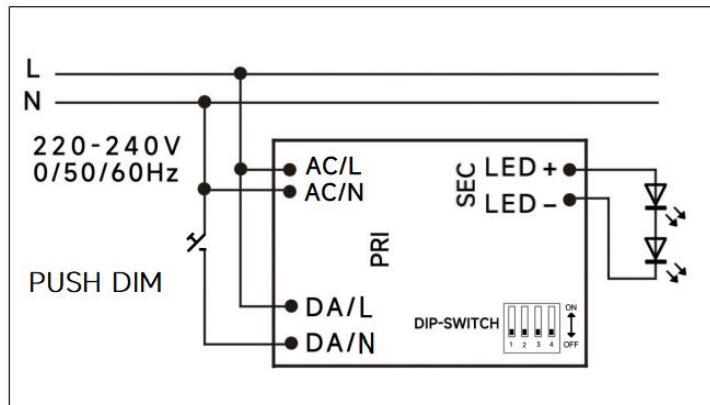 L
N
220-240V
0/50/60Hz
AC/L
AC/N
SEC
LED +
LED -
PRI
PUSH DIM
DA/L
DA/N
DIP-SWITCH
ON
OFF
1 2 3 4